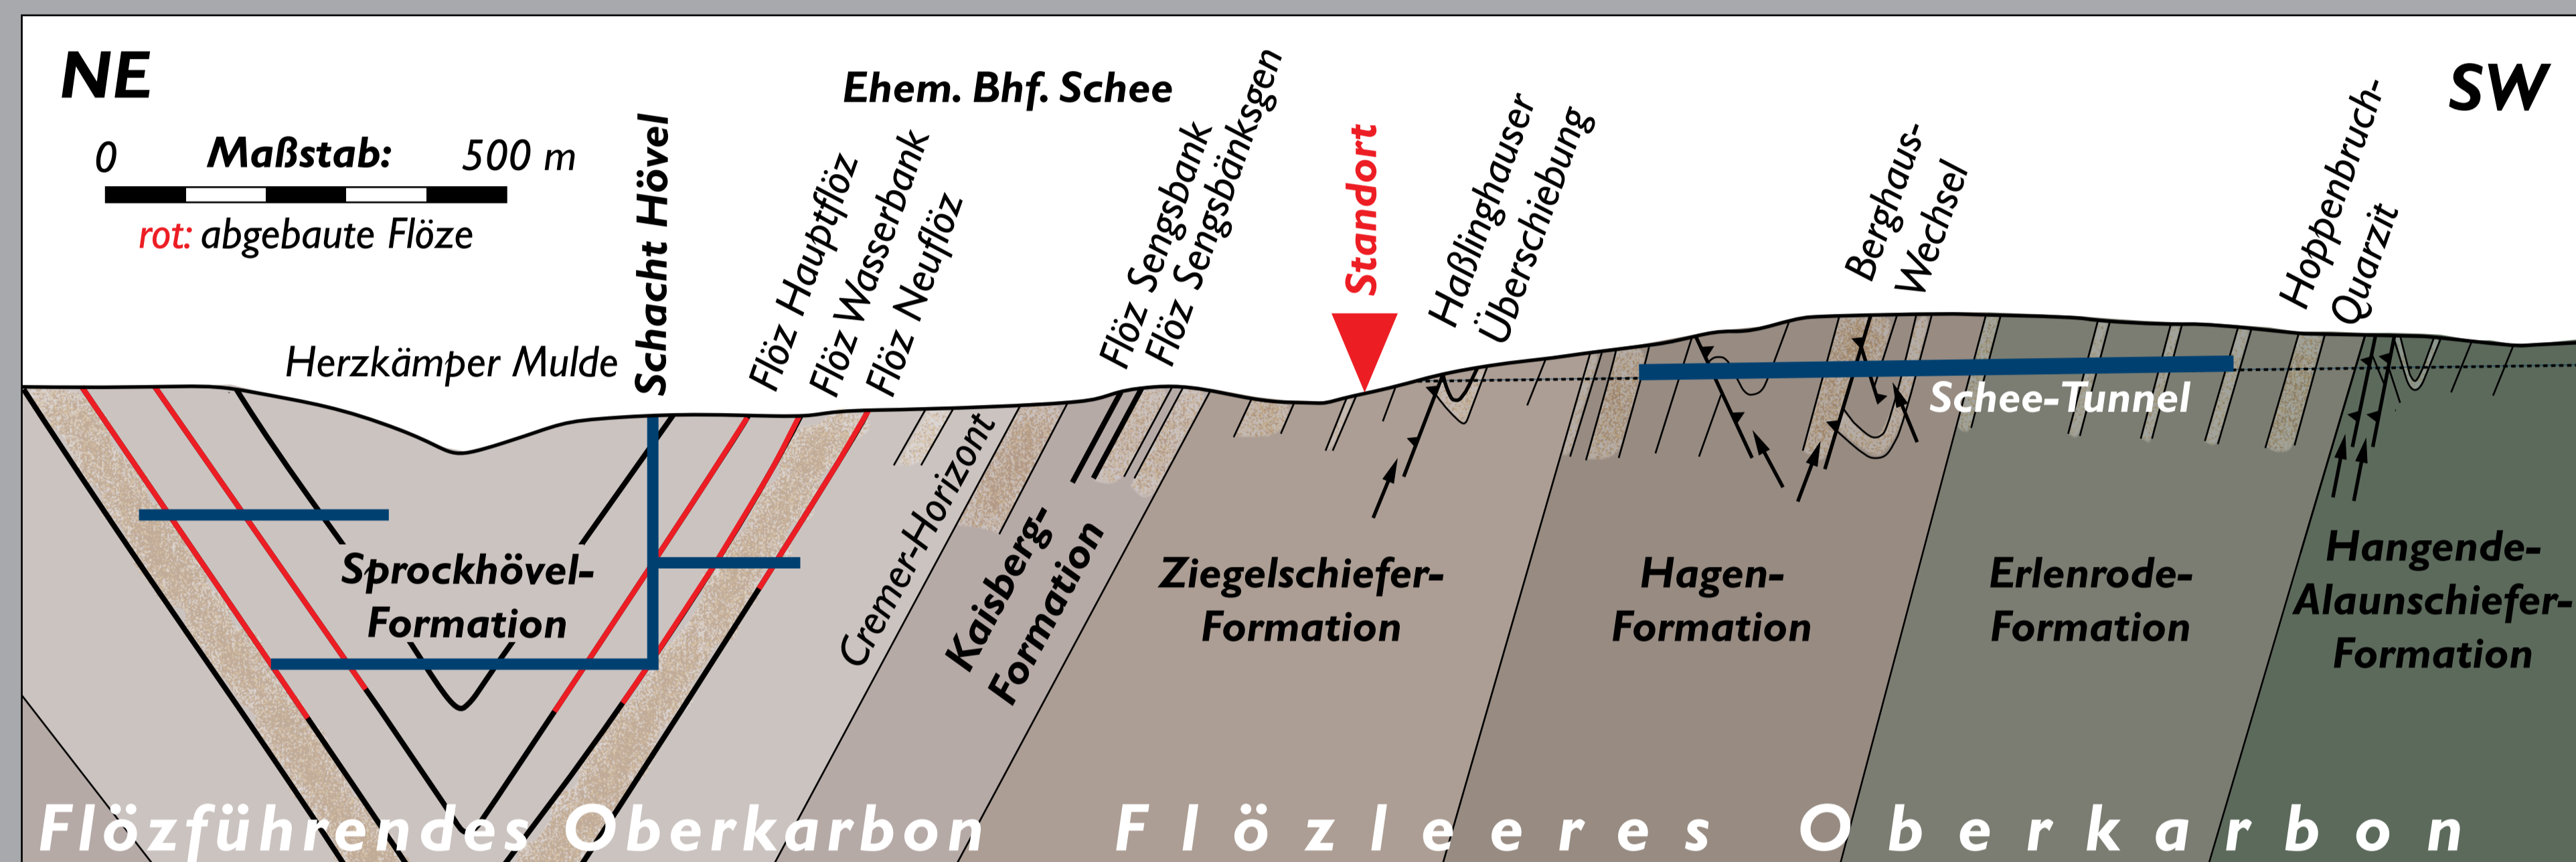 NE
SW
0 Maßstab: 500 m
rot: abgebaute Flöze
Herzkämper Mulde
Schacht Hövel
Ehem. Bhf. Schee
Flöz Hauptflöz
Flöz Wasserbank
Flöz Neuflöz
Flöz Sengsbank
Flöz Sengsbänksgen
Standort
Haßlinghauser
Überschiebung
Berghaus-
Wechsel
Hoppenbruch-
Quarzit
Schee-Tunnel
Sprockhövel-
Formation
Cremer-Horizont
Kaisberg-
Formation
Ziegelschiefer-
Formation
Hagen-
Formation
Erlenrode-
Formation
Hangende-
Alaunschiefer-
Formation
Flözführendes Oberkarbon
Flözleeres Oberkarbon